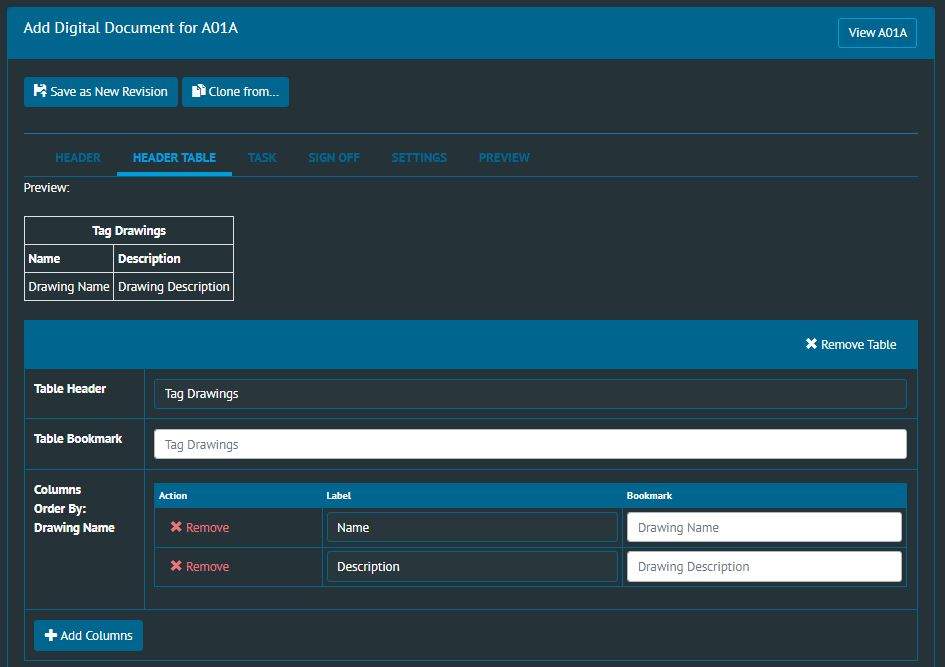 Add Digital Document for A01A
View A01A
Save as New Revision
Clone from...
HEADER HEADER TABLE TASK SIGN OFF SETTINGS PREVIEW
Preview:
Tag Drawings
Name Description
Drawing Name Drawing Description
Remove Table
Table Header Tag Drawings
Table Bookmark Tag Drawings
Columns
Order By:
Drawing Name
Action Label Bookmark
Remove Name Drawing Name
Remove Description Drawing Description
Add Columns